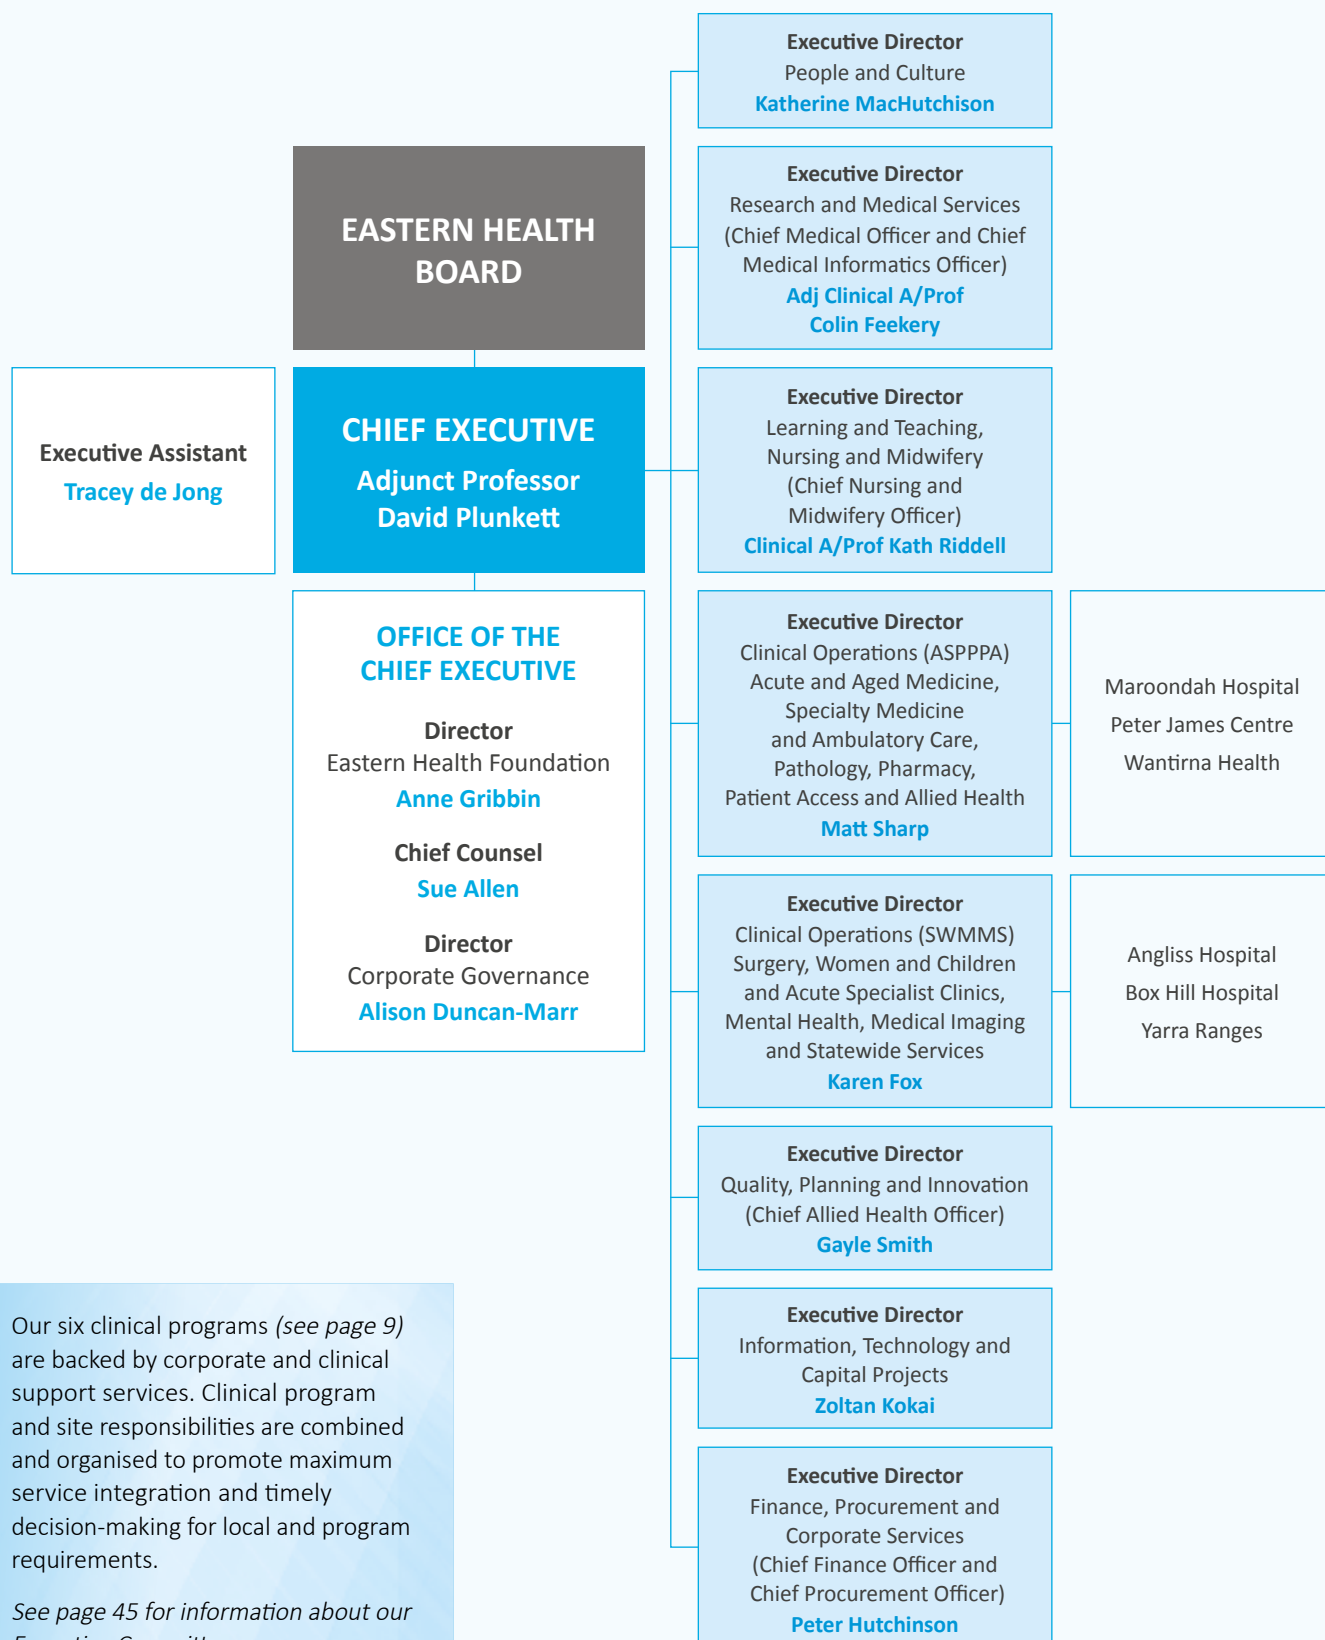 EASTERN HEALTH
BOARD
Executive Assistant
Tracey de Jong
CHIEF EXECUTIVE
Adjunct Professor
David Plunkett
OFFICE OF THE
CHIEF EXECUTIVE
Director
Eastern Health Foundation
Anne Gribbin
Chief Counsel
Sue Allen
Director
Corporate Governance
Alison Duncan-Marr
Executive Director
People and Culture
Katherine MacHutchison
Executive Director
Research and Medical Services
(Chief Medical Officer and Chief
Medical Informatics Officer)
Adj Clinical A/Prof
Colin Feekery
Executive Director
Learning and Teaching,
Nursing and Midwifery
(Chief Nursing and
Midwifery Officer)
Clinical A/Prof Kath Riddell
Executive Director
Clinical Operations (ASPPPA)
Acute and Aged Medicine,
Specialty Medicine
and Ambulatory Care,
Pathology, Pharmacy,
Patient Access and Allied Health
Matt Sharp
Maroondah Hospital
Peter James Centre
Wantirna Health
Executive Director
Clinical Operations (SWMMS)
Surgery, Women and Children
and Acute Specialist Clinics,
Mental Health, Medical Imaging
and Statewide Services
Karen Fox
Angliss Hospital
Box Hill Hospital
Yarra Ranges
Executive Director
Quality, Planning and Innovation
(Chief Allied Health Officer)
Gayle Smith
Executive Director
Information, Technology and
Capital Projects
Zoltan Kokai
Executive Director
Finance, Procurement and
Corporate Services
(Chief Finance Officer and
Chief Procurement Officer)
Peter Hutchinson
Our six clinical programs (see page 9)
are backed by corporate and clinical
support services. Clinical program
and site responsibilities are combined
and organised to promote maximum
service integration and timely
decision-making for local and program
requirements.
See page 45 for information about our